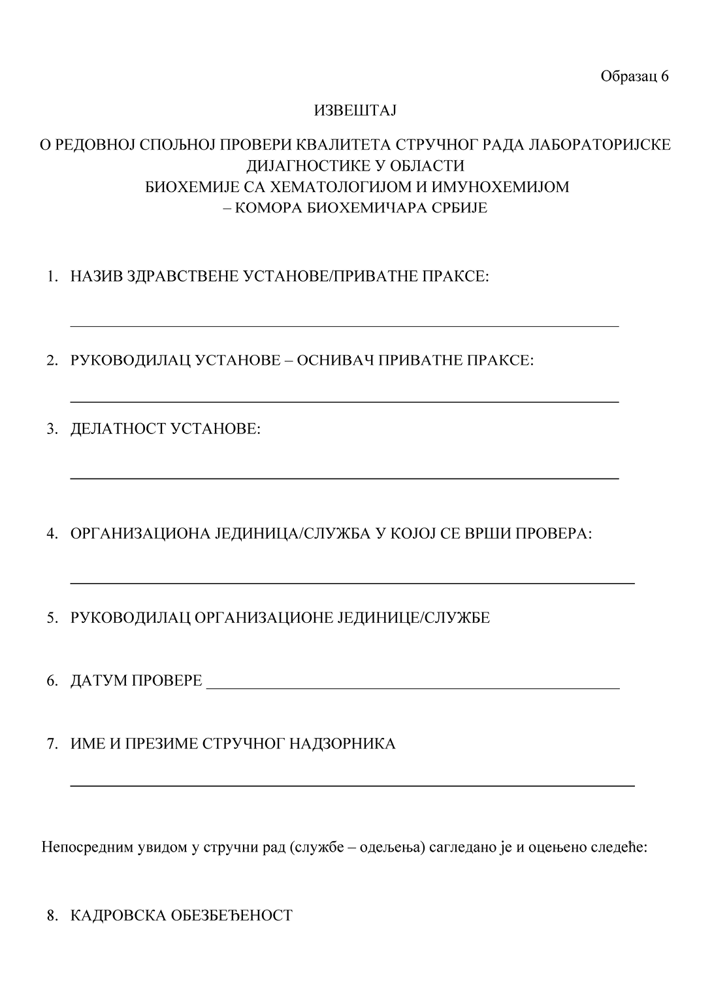 Образац 6
ИЗВЕШТАЈ
О РЕДОВНОЈ СПОЉНОЈ ПРОВЕРИ КВАЛИТЕТА СТРУЧНОГ РАДА ЛАБОРАТОРИЈСКЕ
ДИЈАГНОСТИКЕ У ОБЛАСТИ
БИОХЕМИЈЕ СА ХЕМАТОЛОГИЈОМ И ИМУНОХЕМИЈОМ
– КОМОРА БИОХЕМИЧАРА СРБИЈЕ
1. НАЗИВ ЗДРАВСТВЕНЕ УСТАНОВЕ/ПРИВАТНЕ ПРАКСЕ:
2. РУКОВОДИЛАЦ УСТАНОВЕ – ОСНИВАЧ ПРИВАТНЕ ПРАКСЕ:
3. ДЕЛАТНОСТ УСТАНОВЕ:
4. ОРГАНИЗАЦИОНА ЈЕДИНИЦА/СЛУЖБА У КОЈОЈ СЕ ВРШИ ПРОВЕРА:
5. РУКОВОДИЛАЦ ОРГАНИЗАЦИОНЕ ЈЕДИНИЦЕ/СЛУЖБЕ
6. ДАТУМ ПРОВЕРЕ
7. ИМЕ И ПРЕЗИМЕ СТРУЧНОГ НАДЗОРНИКА
Непосредним увидом у стручни рад (службе – одељења) сагледано је и оцењено следеће:
8. КАДРОВСКА ОБЕЗБЕЂЕНОСТ